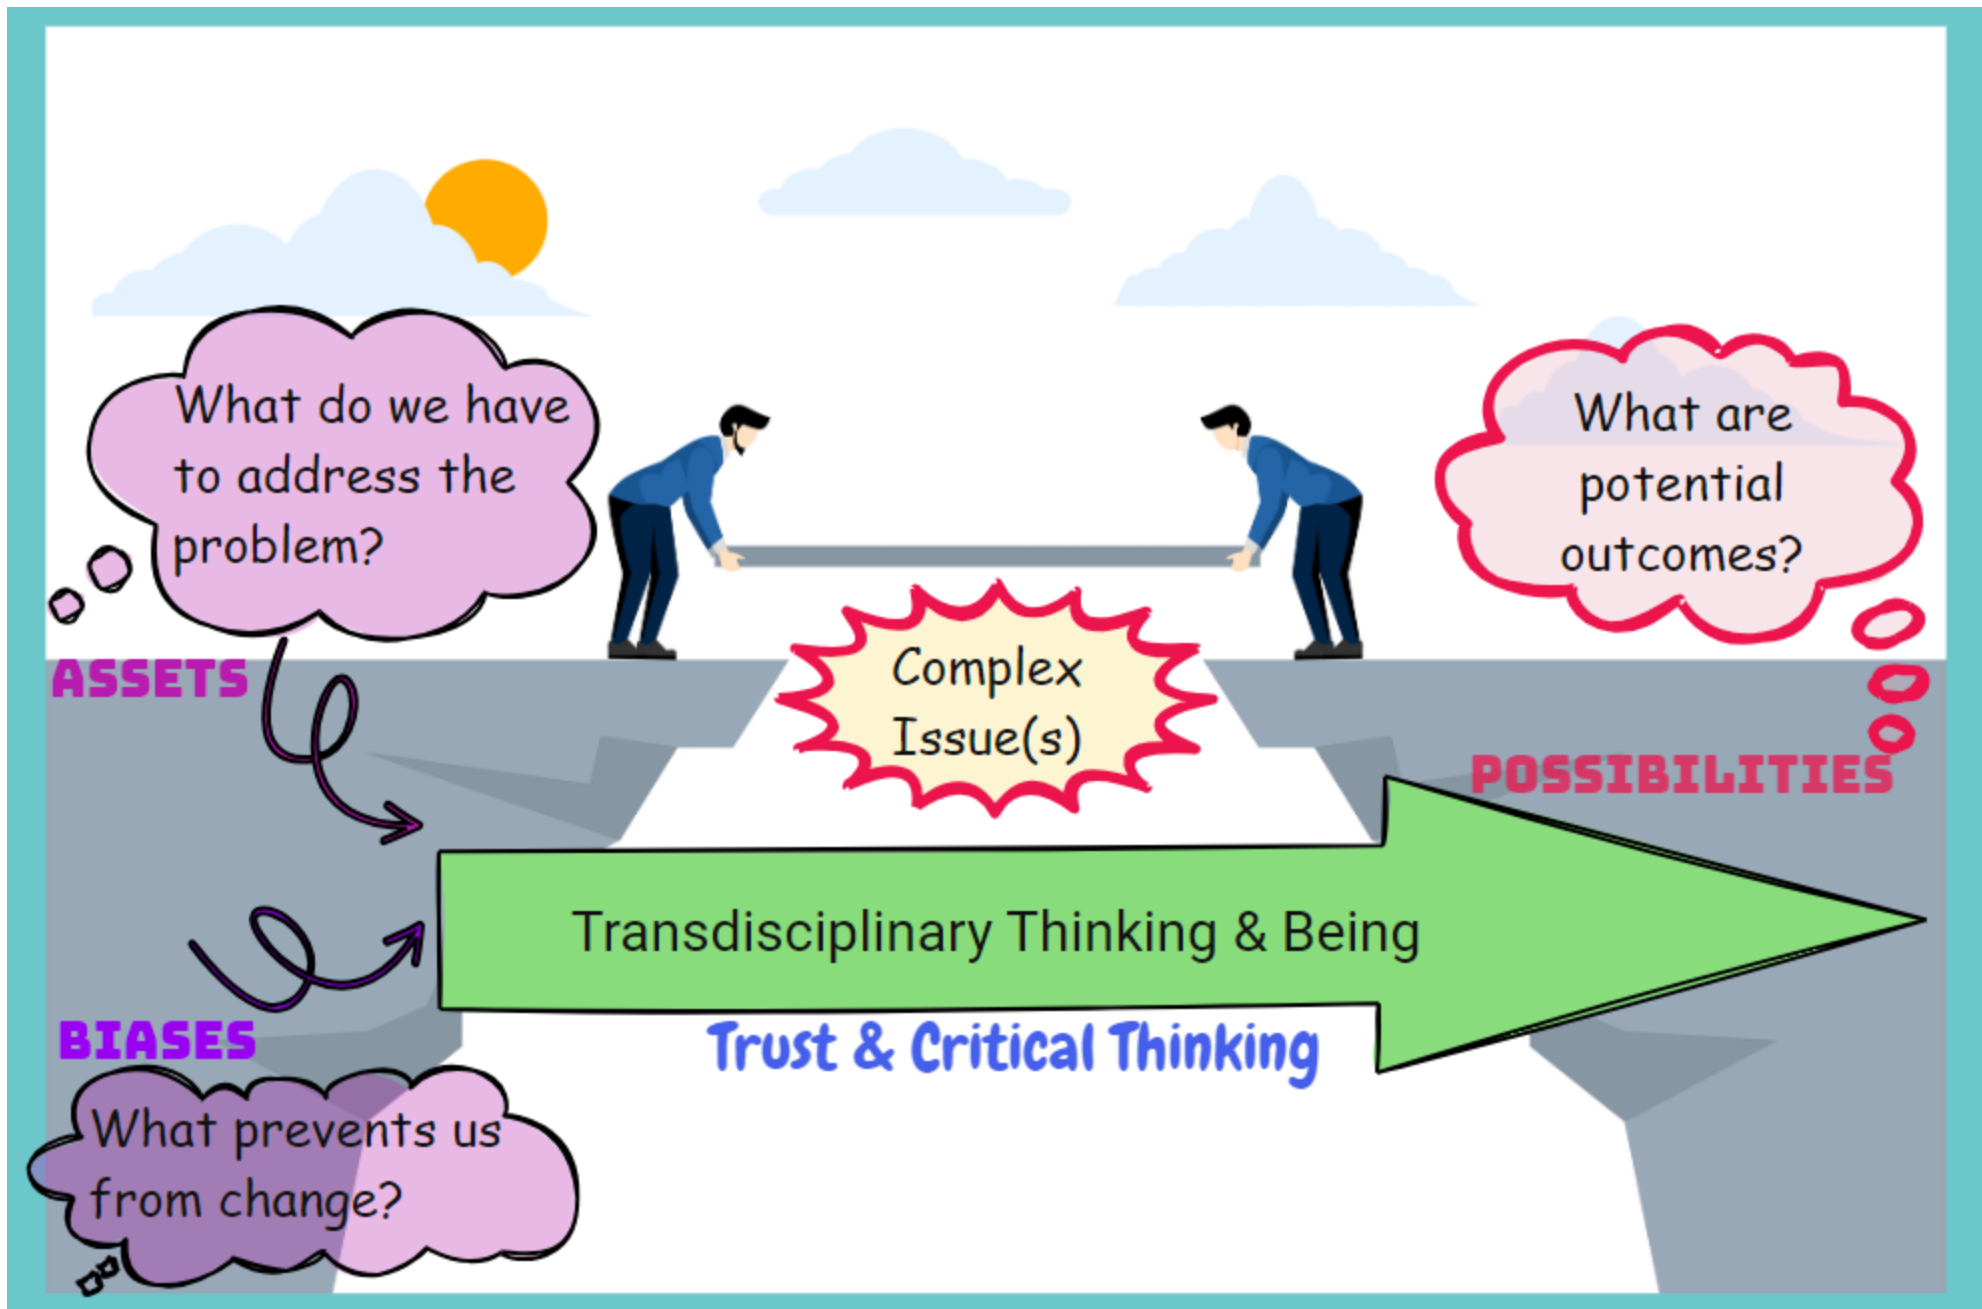 What do we have
to address the
problem?
ASSETS
What are
potential
outcomes?
POSSIBILITIES
Complex
Issue(s)
Transdisciplinary Thinking & Being
Trust & Critical Thinking
BIASES
What prevents us
from change?